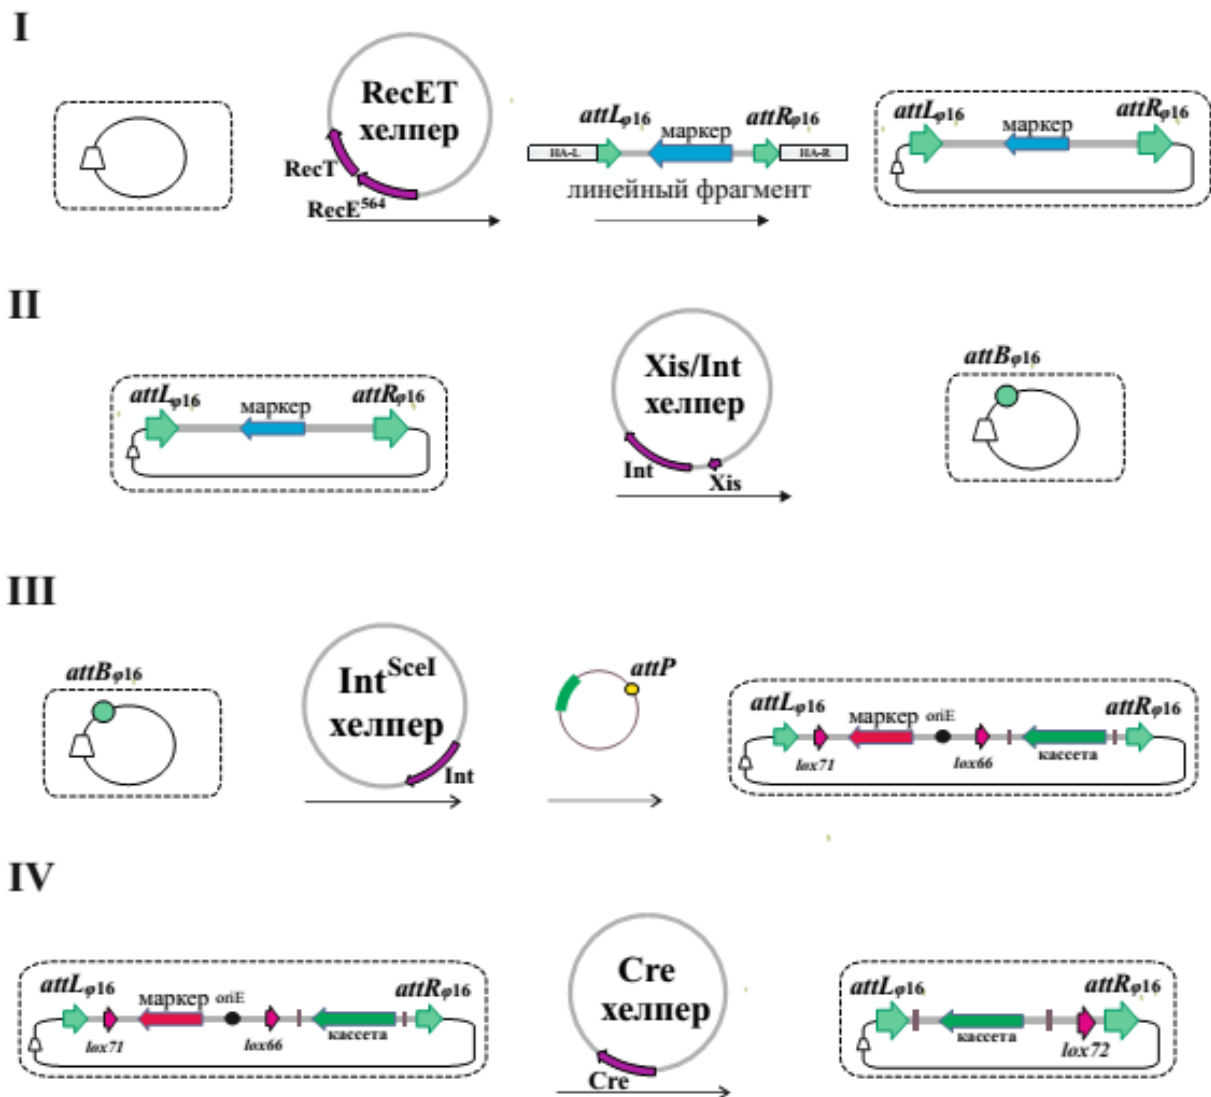 I
RecET
хелпер
RecT
RecE564
attLφ16
attRφ16
маркер
HA-L
HA-R
линейный фрагмент
attLφ16
attRφ16
маркер
II
attLφ16
attRφ16
маркер
Xis/Int
хелпер
Int
Xis
attBφ16
III
attBφ16
IntSceI
хелпер
Int
attP
attLφ16
attRφ16
маркер oriE
lox71
lox66
кассета
IV
attLφ16
attRφ16
маркер oriE
lox71
lox66
кассета
Cre
хелпер
Cre
attLφ16
attRφ16
кассета
lox72